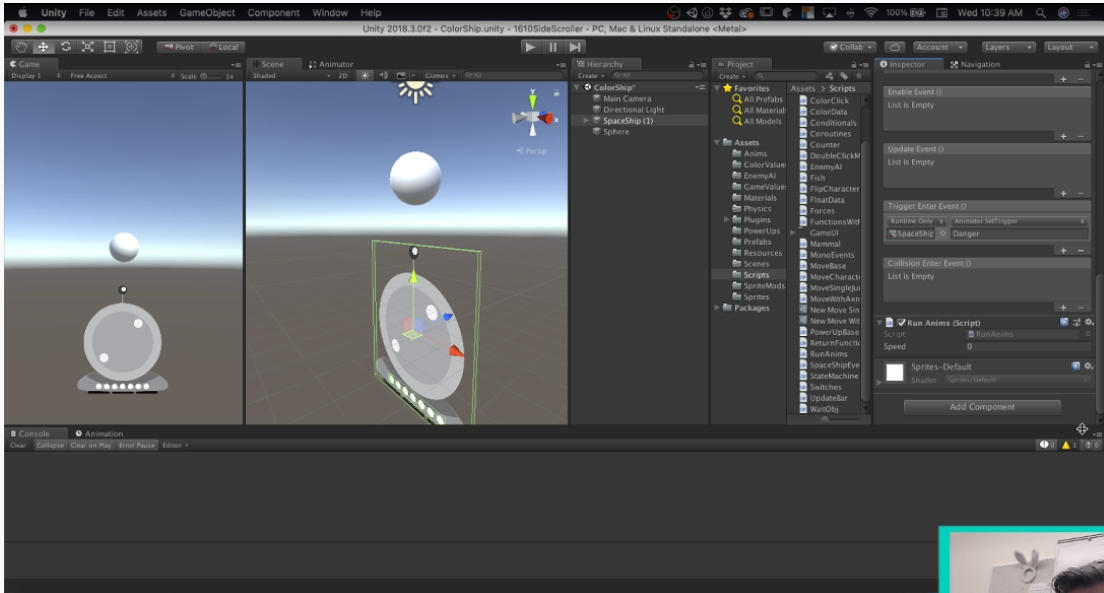 Unity File Edit Assets GameObject Component Window Help
100% Wed 10:39 AM
Unity 2018.3.0f2 - ColorShip.unity - 1610SideScroller - PC, Mac & Linux Standalone <Metal>
Pivot Local
Collab Account Layers Layout
Game
Display 1 Free Aspect Scale 1x
Scene Animator
Shaded 2D Gizmos All
y
x
Persp
Hierarchy
Create All
ColorShip*
Main Camera
Directional Light
SpaceShip (1)
Sphere
Project
Create
Favorites
All Prefabs
All Material
All Models
Assets
Anims
ColorValue
EnemyAI
GameValue
Materials
Physics
Plugins
PowerUps
Prefabs
Resources
Scenes
Scripts
SpriteMods
Sprites
Packages
Assets > Scripts
ColorClick
ColorData
Conditionals
Coroutines
Counter
DoubleClickM
EnemyAI
Fish
FlipCharacter
FloatData
Forces
FunctionsWith
GameUI
Mammal
MonoEvents
MoveBase
MoveCharact
MoveSingleJu
MoveWithAxi
New Move Sin
New Move Wit
PowerUpBase
ReturnFuncti
RunAnims
SpaceShipEve
StateMachine
Switches
UpdateBar
WaitObj
Inspector Navigation
Enable Event ()
List is Empty
Update Event ()
List is Empty
Trigger Enter Event ()
Runtime Only Animator.SetTrigger
SpaceShip Danger
Collision Enter Event ()
List is Empty
Run Anims (Script)
Script RunAnims
Speed 0
Sprites-Default
Shader Sprites/Default
Add Component
Console Animation
Clear Collapse Clear on Play Error Pause Editor
0 1 0